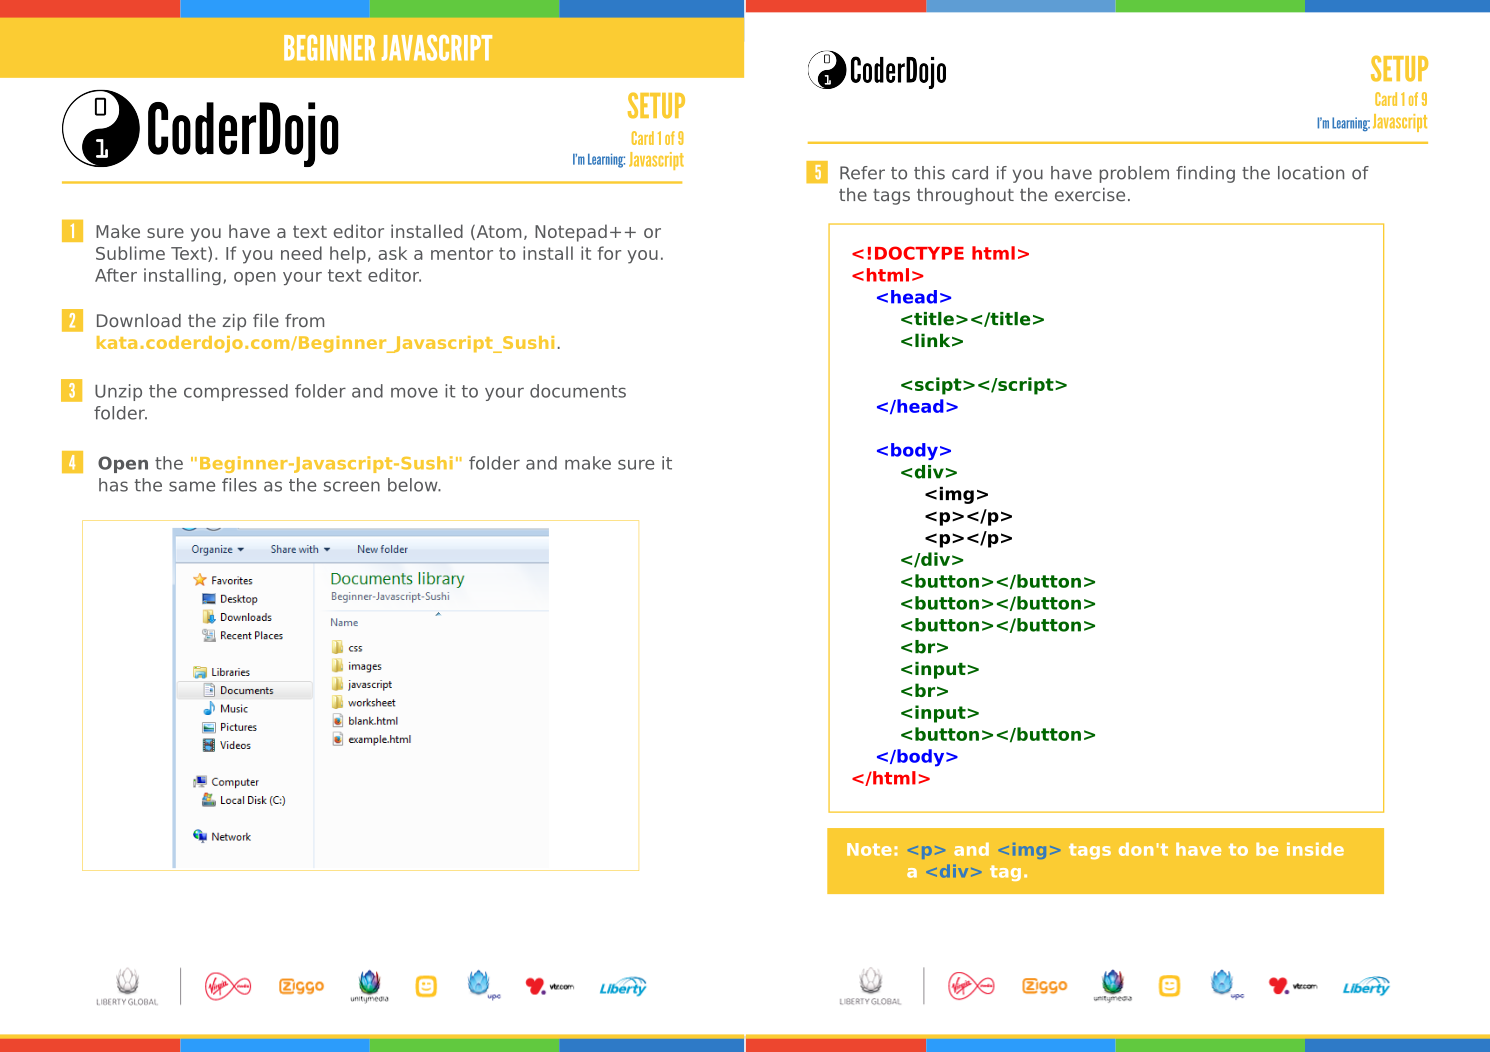 BEGINNER JAVASCRIPT
0
1
CoderDojo
SETUP
Card 1 of 9
I'm Learning: Javascript
1 Make sure you have a text editor installed (Atom, Notepad++ or
Sublime Text). If you need help, ask a mentor to install it for you.
After installing, open your text editor.
2 Download the zip file from
kata.coderdojo.com/Beginner_Javascript_Sushi.
3 Unzip the compressed folder and move it to your documents
folder.
4 Open the "Beginner-Javascript-Sushi" folder and make sure it
has the same files as the screen below.
Organize Share with New folder
Favorites
Desktop
Downloads
Recent Places
Libraries
Documents
Music
Pictures
Videos
Computer
Local Disk (C:)
Network
Documents library
Beginner-Javascript-Sushi
Name
css
images
javascript
worksheet
blank.html
example.html
LIBERTY GLOBAL Virgin media Ziggo unitymedia upc vtr.com Liberty
0
1
CoderDojo
SETUP
Card 1 of 9
I'm Learning: Javascript
5 Refer to this card if you have problem finding the location of
the tags throughout the exercise.
<!DOCTYPE html>
<html>
<head>
<title></title>
<link>
<scipt></script>
</head>
<body>
<div>
<img>
<p></p>
<p></p>
</div>
<button></button>
<button></button>
<button></button>
<br>
<input>
<br>
<input>
<button></button>
</body>
</html>
Note: <p> and <img> tags don't have to be inside
a <div> tag.
LIBERTY GLOBAL Virgin media Ziggo unitymedia upc vtr.com Liberty